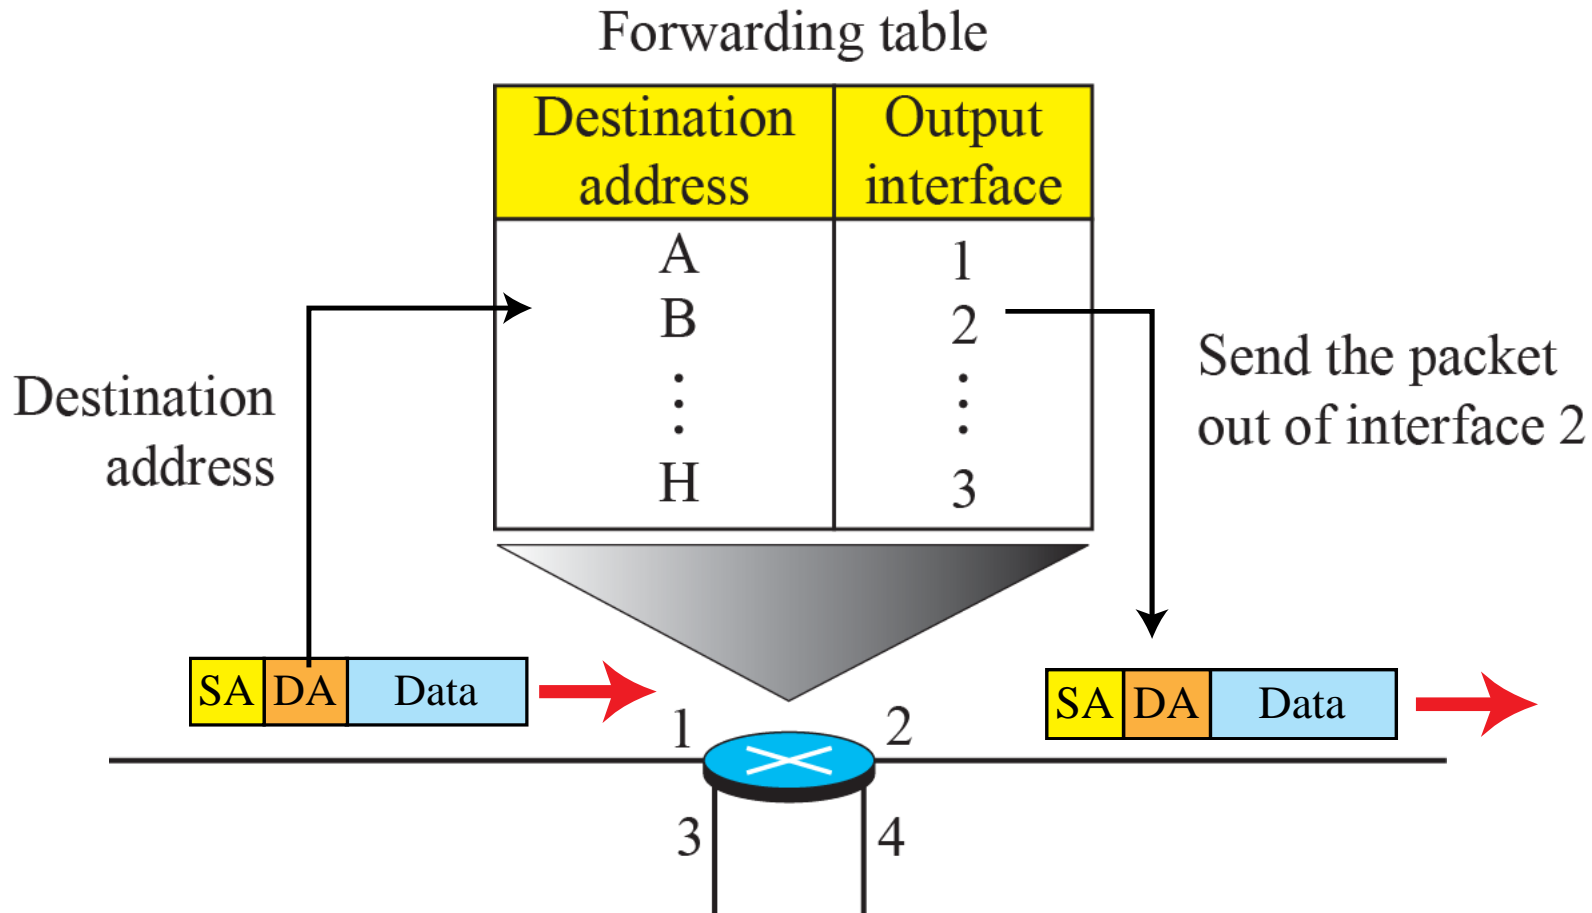 Forwarding table
Destination address
Output interface
A 1
B 2
⋮ ⋮
H 3
Destination
address
Send the packet
out of interface 2
SA DA Data
SA DA Data
1 2
3 4